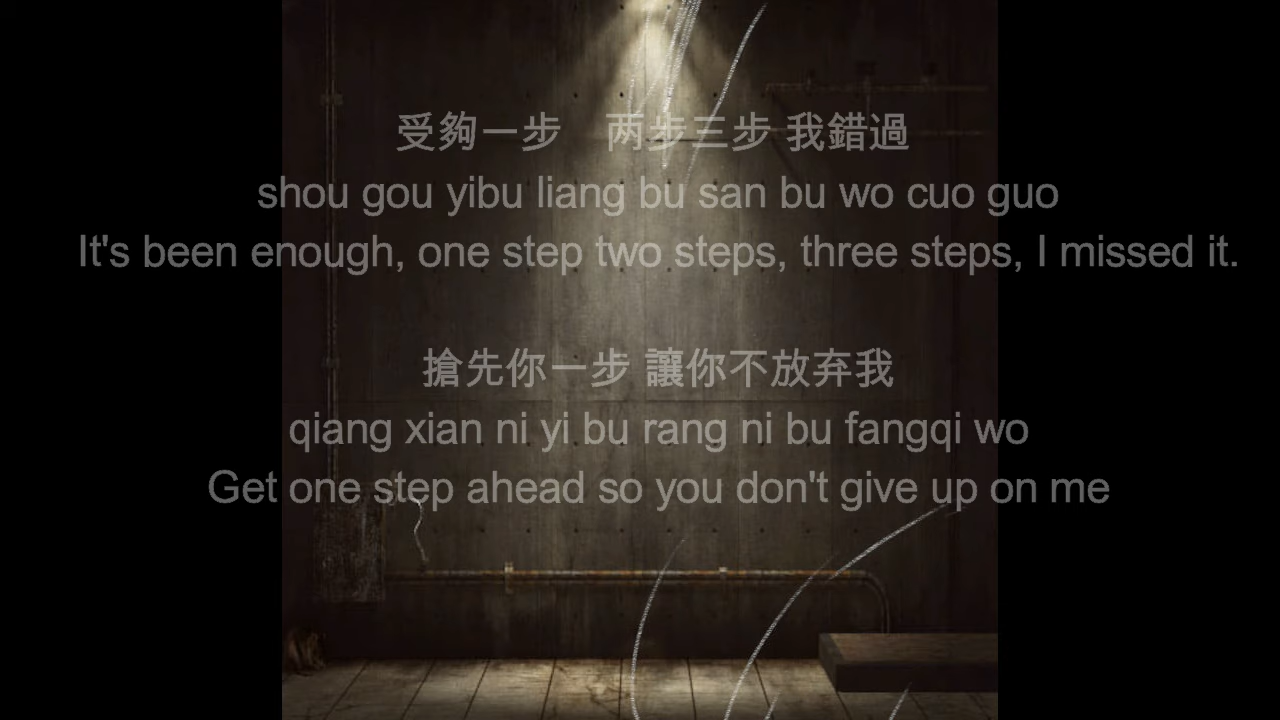 受夠一步 两步三步 我錯過
shou gou yibu liang bu san bu wo cuo guo
It's been enough, one step two steps, three steps, I missed it.
搶先你一步 讓你不放弃我
qiang xian ni yi bu rang ni bu fangqi wo
Get one step ahead so you don't give up on me